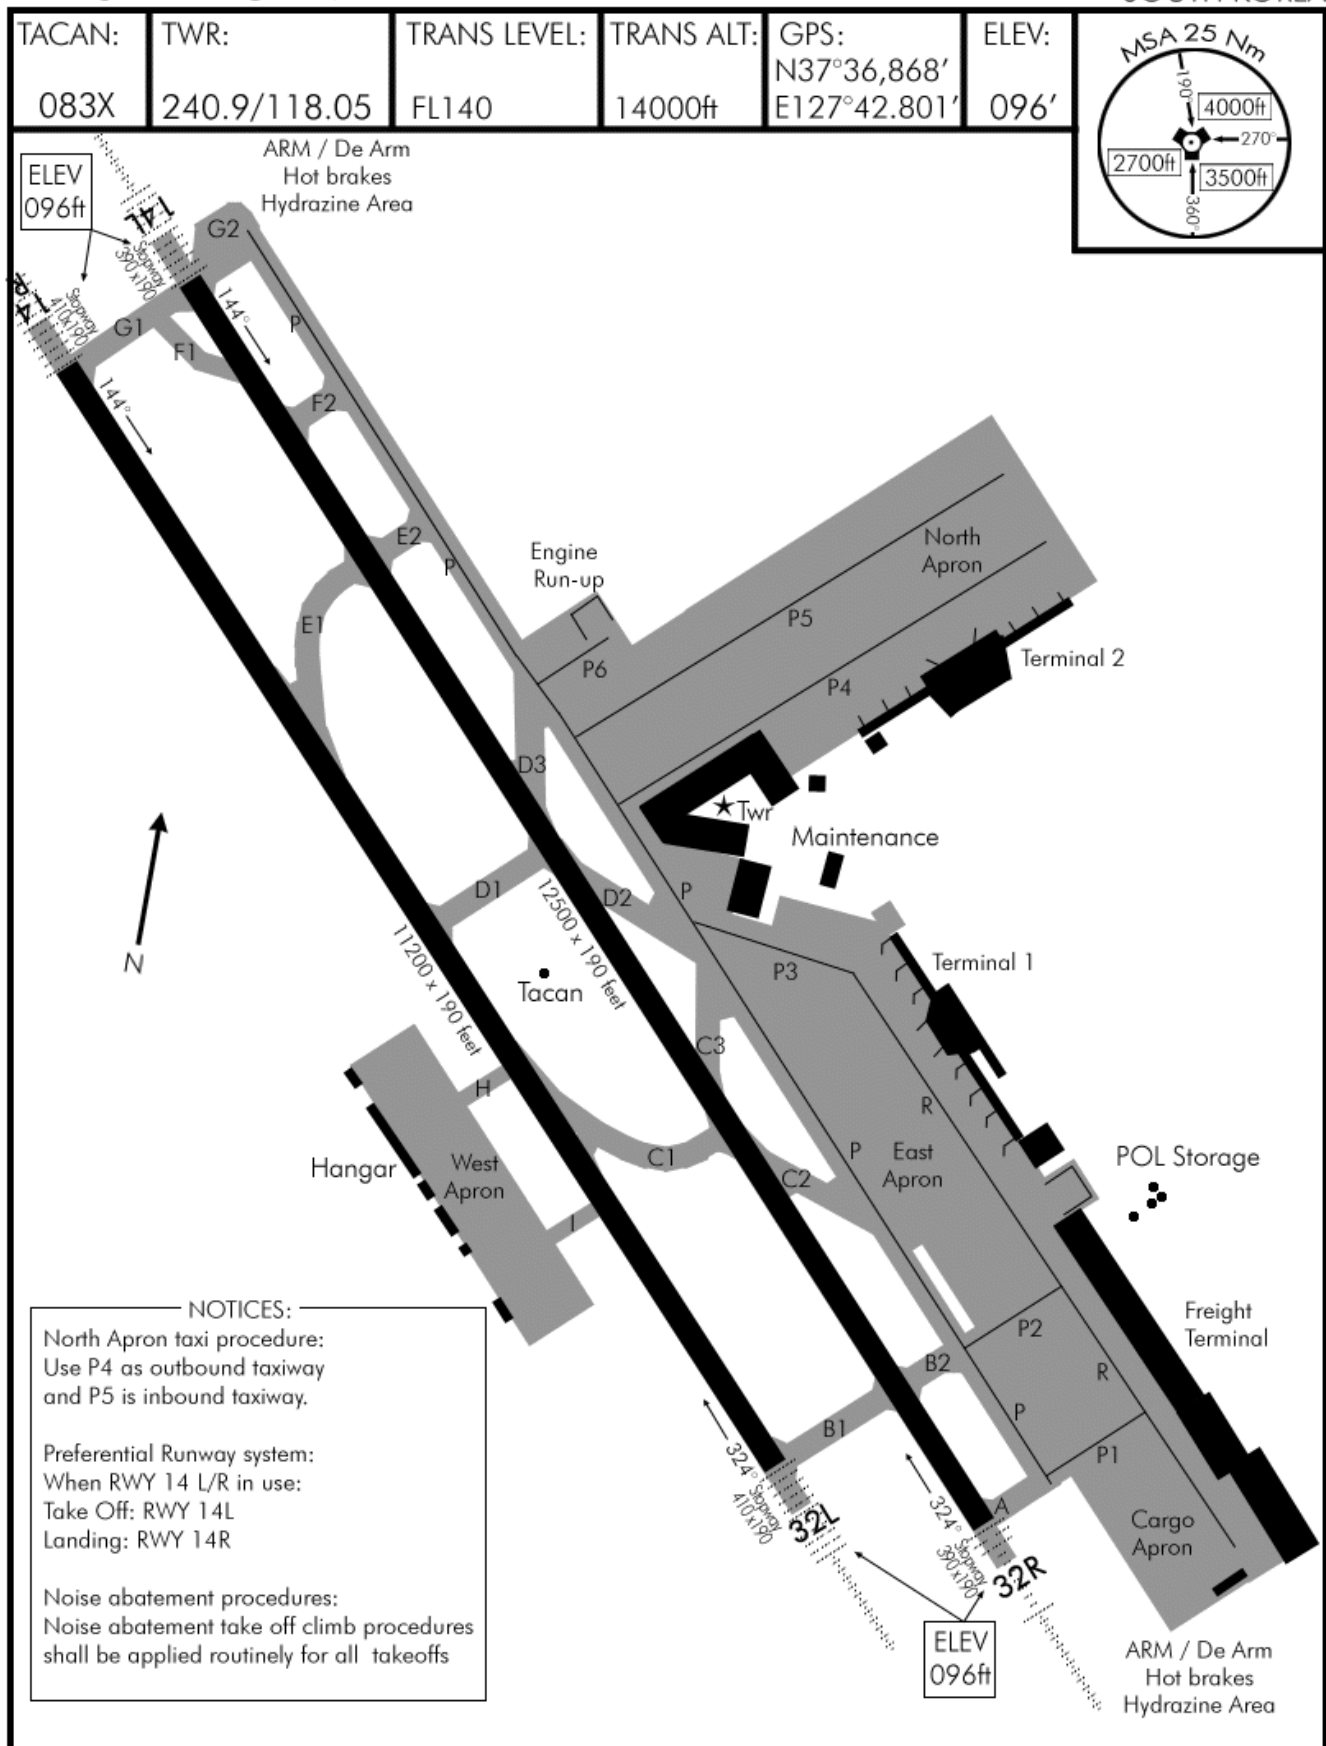 TACAN:
083X
TWR:
240.9/118.05
TRANS LEVEL:
FL140
TRANS ALT:
14000ft
GPS:
N37°36,868'
E127°42.801'
ELEV:
096'
MSA 25 Nm
190°
4000ft
270°
2700ft
3500ft
360°
ARM / De Arm
Hot brakes
Hydrazine Area
ELEV
096ft
14L
Stopway
390x190
14R
Stopway
410x190
G2
G1
F1
144°
P
144°
F2
E2
P
E1
Engine
Run-up
North
Apron
P5
P6
P4
Terminal 2
D3
Twr
Maintenance
D1
D2
P
12500 x 190 feet
11200 x 190 feet
Tacan
P3
Terminal 1
N
C3
H
R
C1
P
East
Apron
C2
Hangar
West
Apron
I
POL Storage
Freight
Terminal
P2
B2
R
P
B1
P1
A
324°
Stopway
410x190
32L
324°
Stopway
390x190
32R
Cargo
Apron
ELEV
096ft
ARM / De Arm
Hot brakes
Hydrazine Area
NOTICES:
North Apron taxi procedure:
Use P4 as outbound taxiway
and P5 is inbound taxiway.
Preferential Runway system:
When RWY 14 L/R in use:
Take Off: RWY 14L
Landing: RWY 14R
Noise abatement procedures:
Noise abatement take off climb procedures
shall be applied routinely for all takeoffs